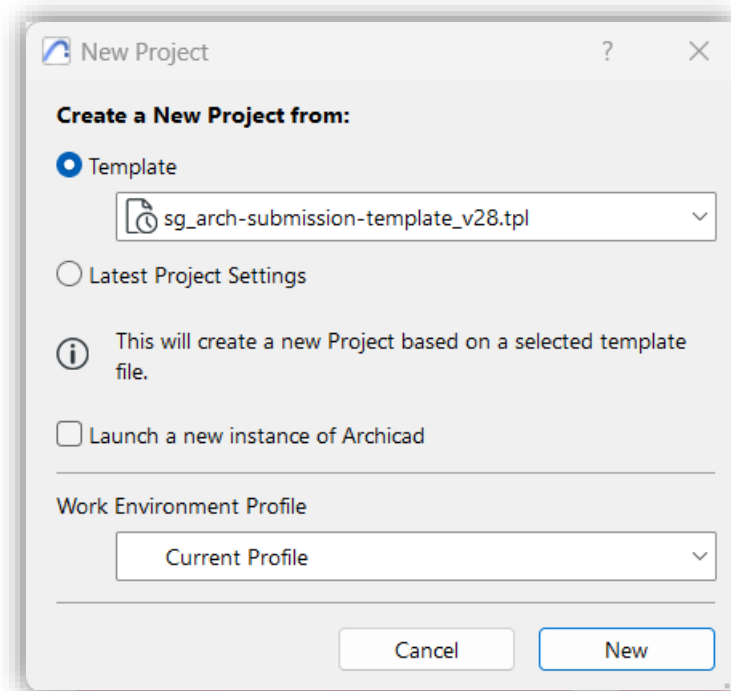 New Project
Create a New Project from:
Template
sg_arch-submission-template_v28.tpl
Latest Project Settings
This will create a new Project based on a selected template
file.
Launch a new instance of Archicad
Work Environment Profile
Current Profile
Cancel New